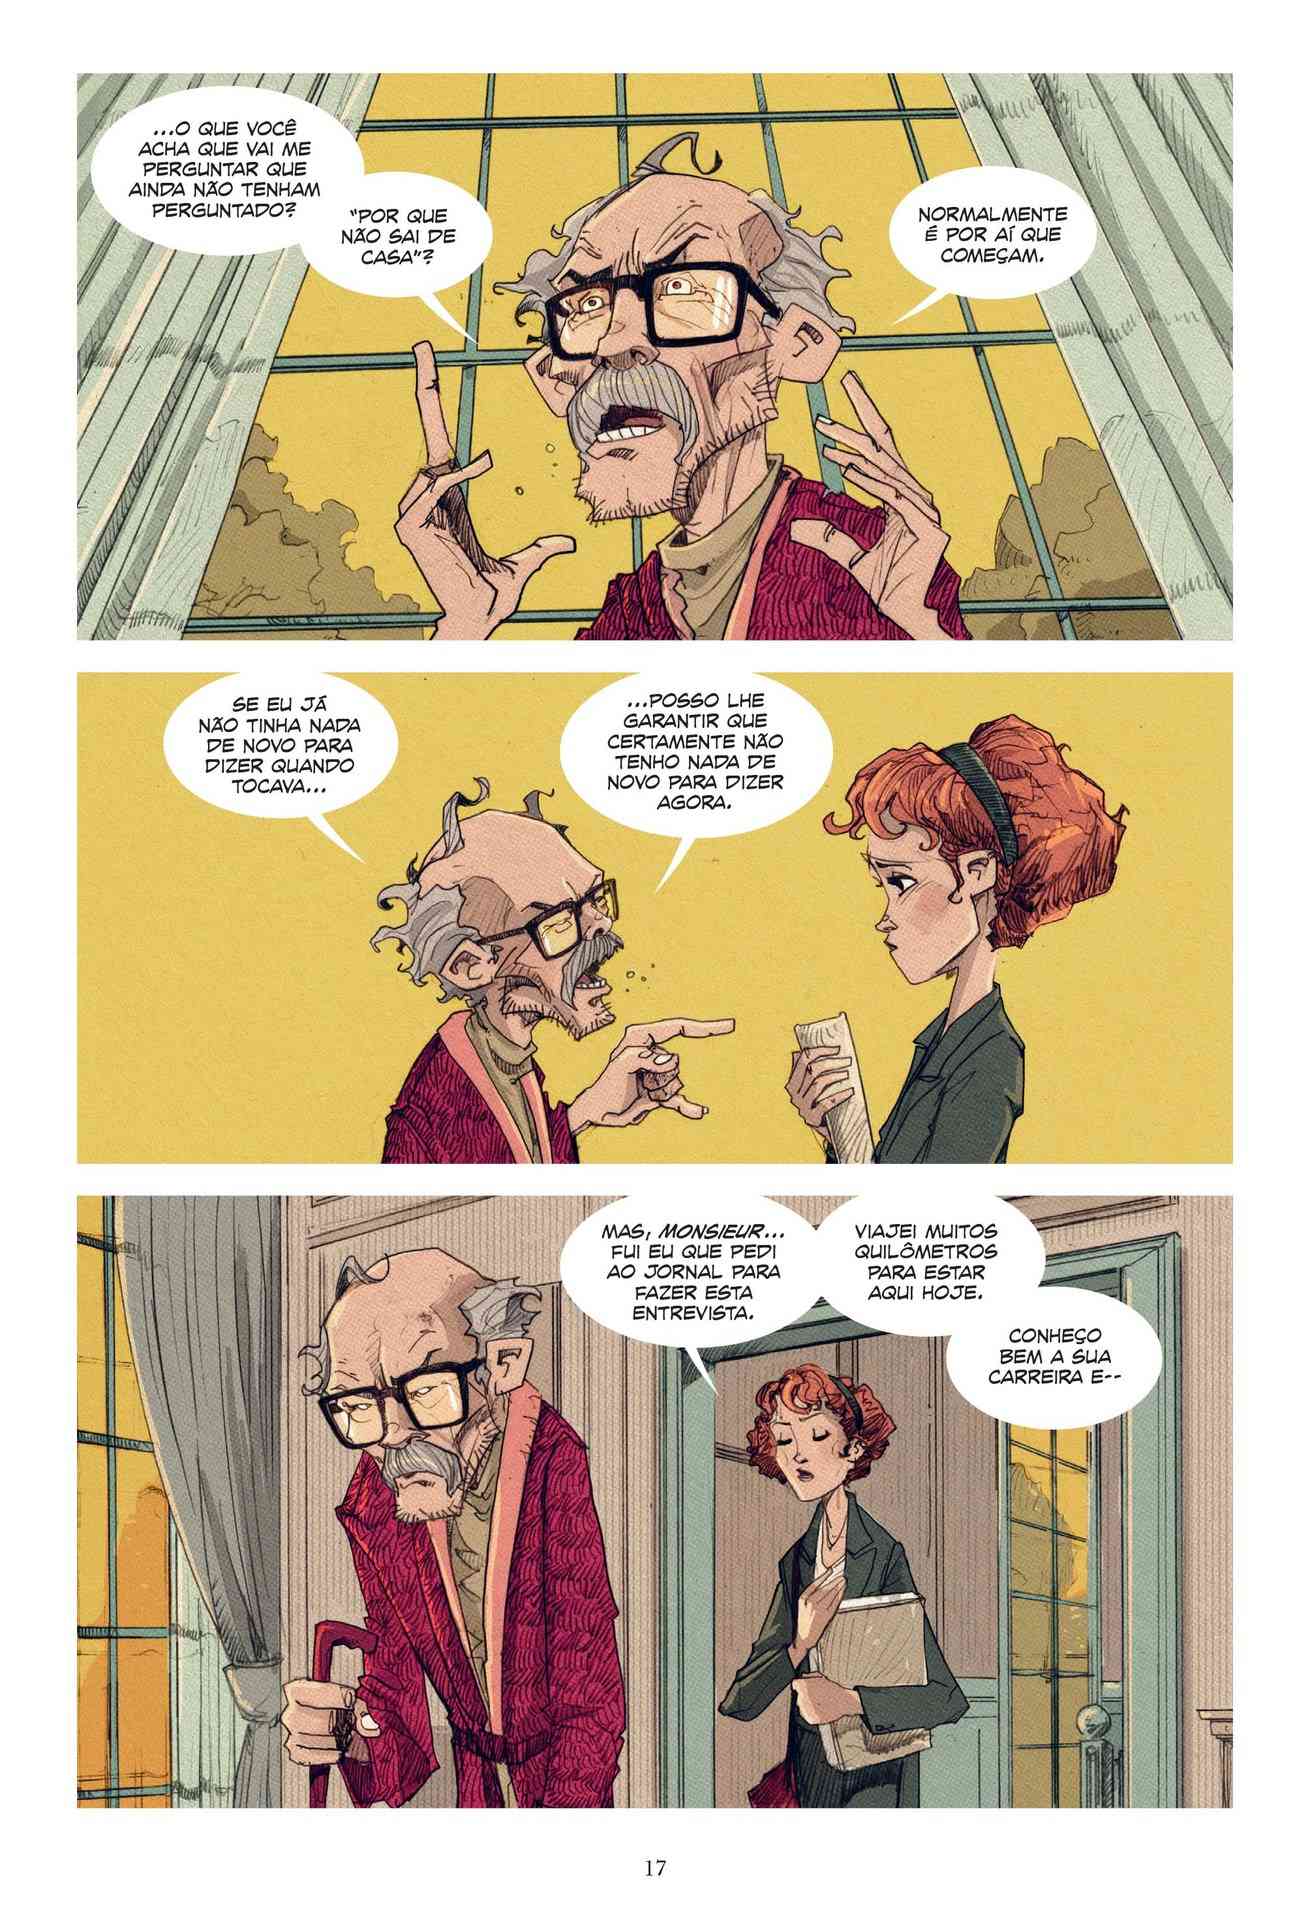 ...O QUE VOCÊ
ACHA QUE VAI ME
PERGUNTAR QUE
AINDA NÃO TENHAM
PERGUNTADO?
"POR QUE
NÃO SAI DE
CASA"?
NORMALMENTE
É POR AÍ QUE
COMEÇAM.
SE EU JÁ
NÃO TINHA NADA
DE NOVO PARA
DIZER QUANDO
TOCAVA...
...POSSO LHE
GARANTIR QUE
CERTAMENTE NÃO
TENHO NADA DE
NOVO PARA DIZER
AGORA.
MAS, MONSIEUR...
FUI EU QUE PEDI
AO JORNAL PARA
FAZER ESTA
ENTREVISTA.
VIAJEI MUITOS
QUILÔMETROS
PARA ESTAR
AQUI HOJE.
CONHEÇO
BEM A SUA
CARREIRA E--
17